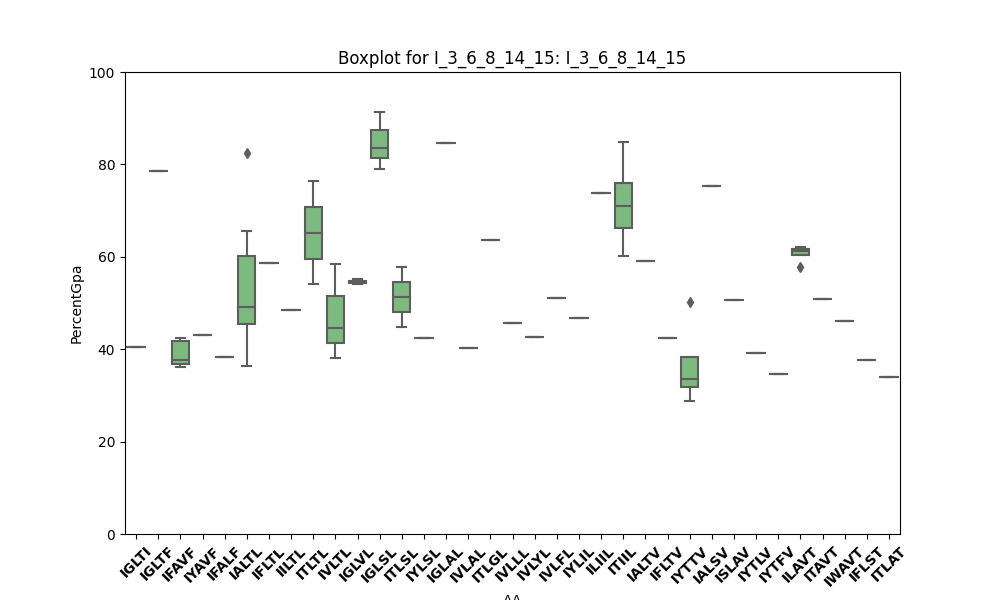 Boxplot for I_3_6_8_14_15: I_3_6_8_14_15
PercentGpa
100
80
60
40
20
0
IGLTI IGLTF IFAVF IYAVF IFALF IALTL IFLTL IILTL ITLTL IVLTL IGLVL IGLSL ITLSL IYLSL IGLAL IVLAL ITLGL IVLLL IVLYL IVLFL IYLIL ILIIL ITIIL IALTV IFLTV IYTTV IALSV ISLAV IYTLV IYTFV ILAVT ITAVT IWAVT IFLST ITLAT
AA